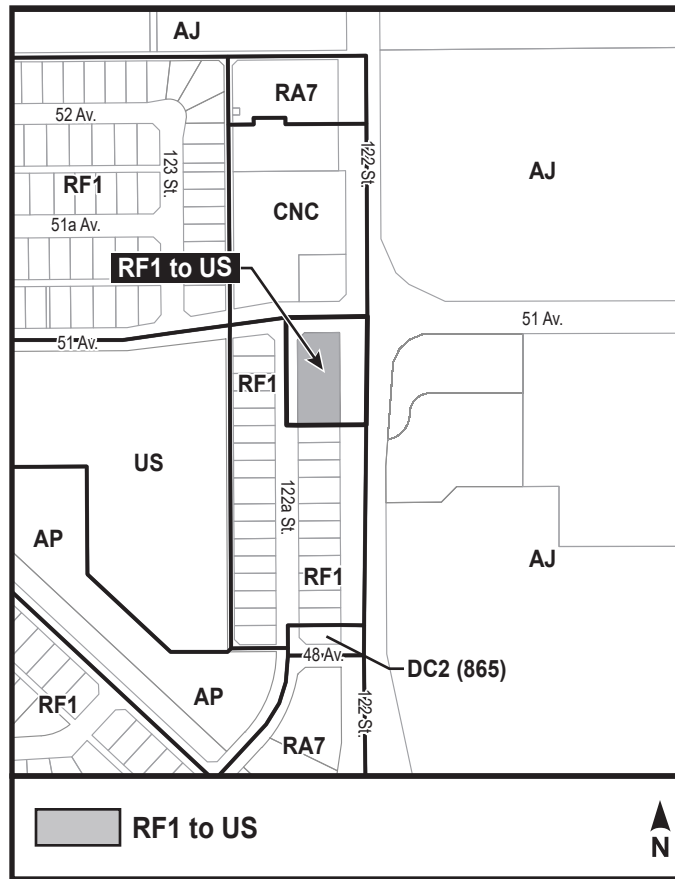 AJ
RA7
52 Av.
122 St.
123 St.
RF1
AJ
CNC
51a Av.
RF1 to US
51 Av.
51 Av.
RF1
US
122a St.
AP
AJ
RF1
48 Av.
DC2 (865)
RF1
AP
122 St.
RA7
RF1 to US
N